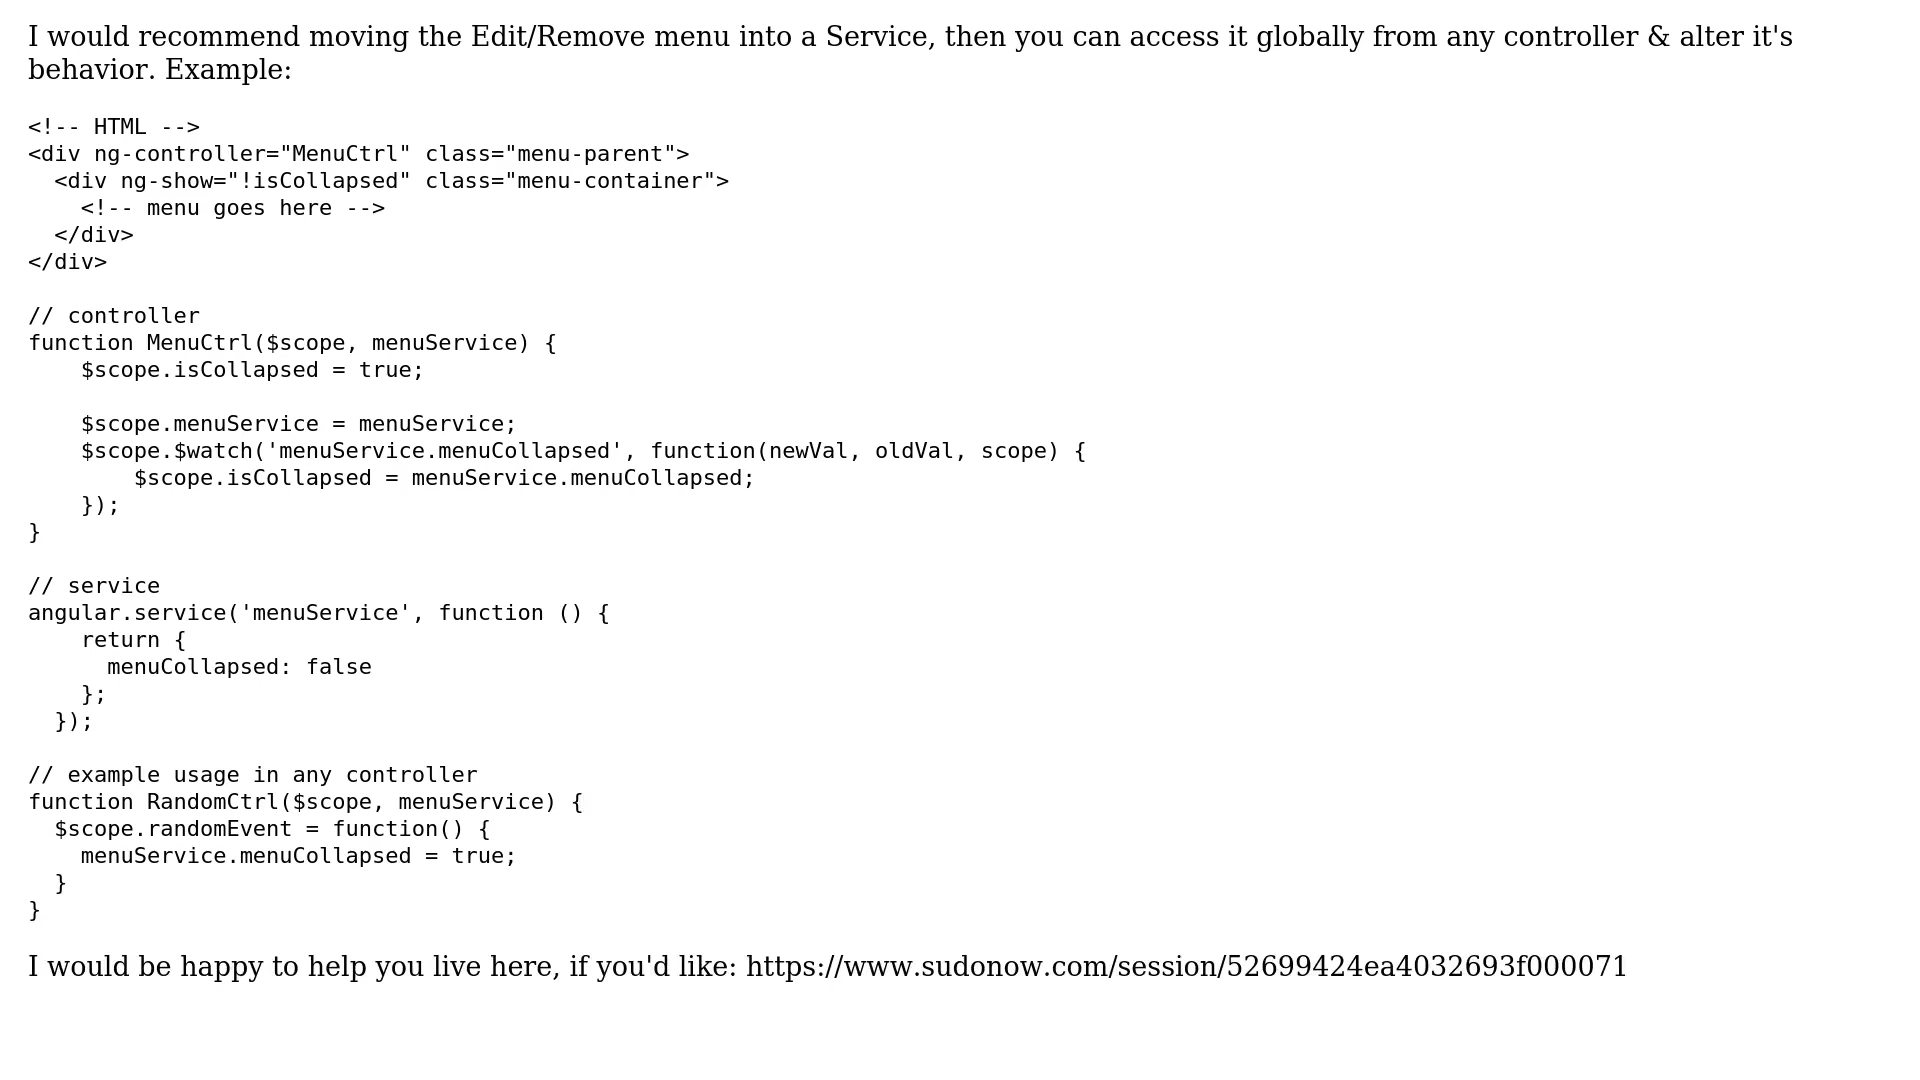 I would recommend moving the Edit/Remove menu into a Service, then you can access it globally from any controller & alter it's
behavior. Example:
<!-- HTML -->
<div ng-controller="MenuCtrl" class="menu-parent">
  <div ng-show="!isCollapsed" class="menu-container">
    <!-- menu goes here -->
  </div>
</div>

// controller
function MenuCtrl($scope, menuService) {
    $scope.isCollapsed = true;

    $scope.menuService = menuService;
    $scope.$watch('menuService.menuCollapsed', function(newVal, oldVal, scope) {
        $scope.isCollapsed = menuService.menuCollapsed;
    });
}

// service
angular.service('menuService', function () {
    return {
      menuCollapsed: false
    };
  });

// example usage in any controller
function RandomCtrl($scope, menuService) {
  $scope.randomEvent = function() {
    menuService.menuCollapsed = true;
  }
}

I would be happy to help you live here, if you'd like: https://www.sudonow.com/session/52699424ea4032693f000071